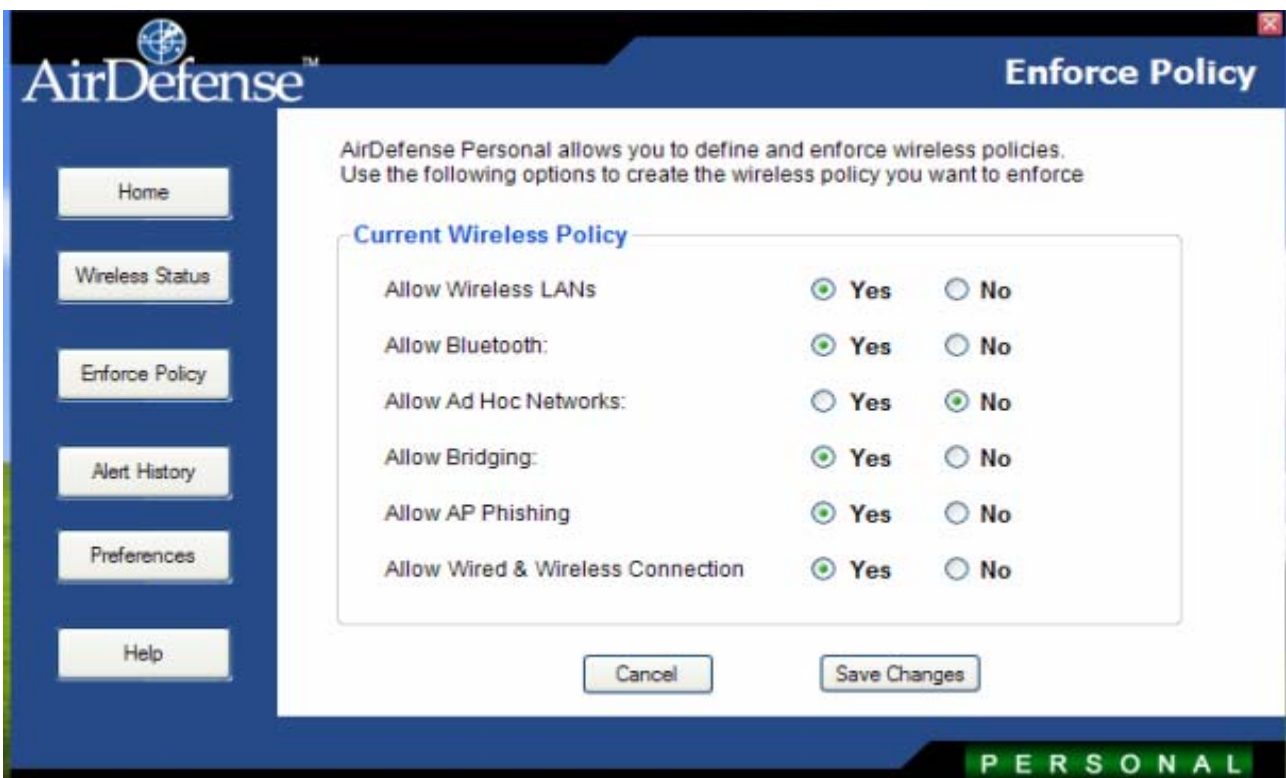 AirDefense™
Enforce Policy
Home
Wireless Status
Enforce Policy
Alert History
Preferences
Help
AirDefense Personal allows you to define and enforce wireless policies.
Use the following options to create the wireless policy you want to enforce
Current Wireless Policy
Allow Wireless LANs Yes No
Allow Bluetooth: Yes No
Allow Ad Hoc Networks: Yes No
Allow Bridging: Yes No
Allow AP Phishing Yes No
Allow Wired & Wireless Connection Yes No
Cancel Save Changes
PERSONAL